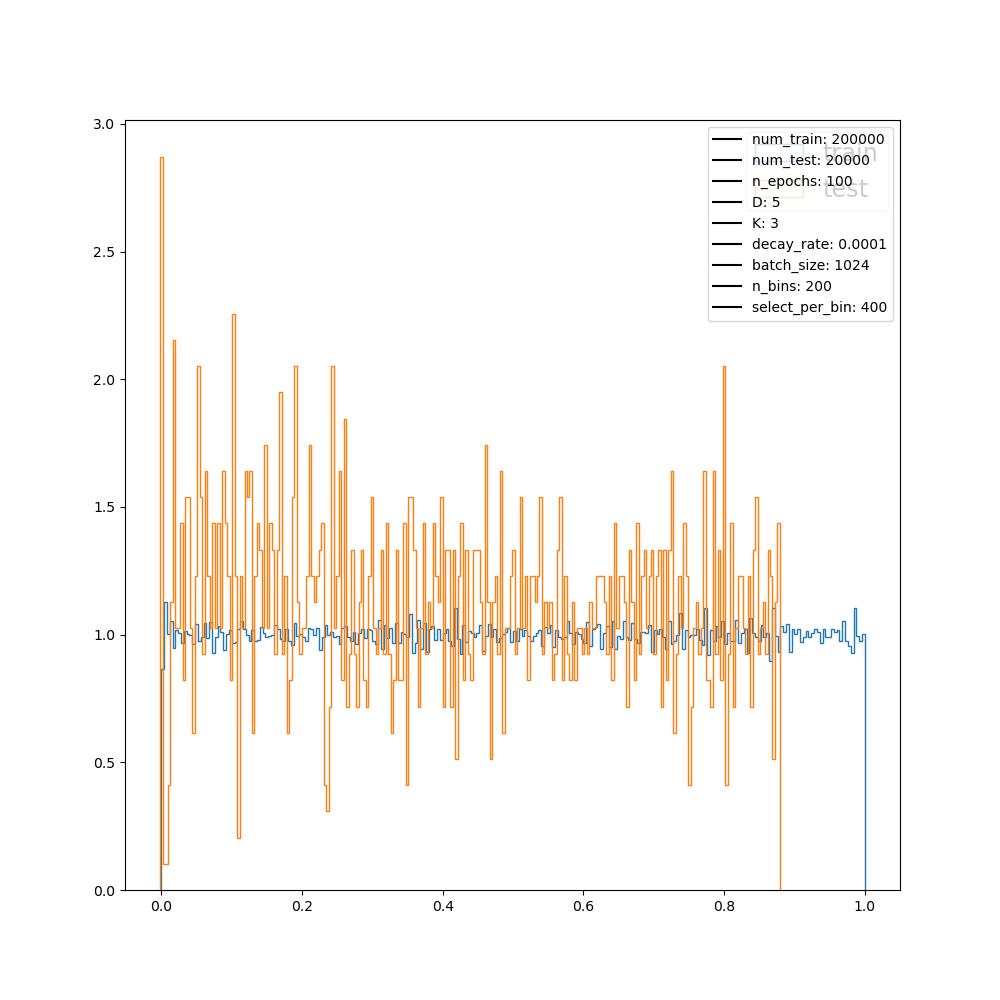 3.0
2.5
2.0
1.5
1.0
0.5
0.0
0.0 0.2 0.4 0.6 0.8 1.0
num_train: 200000
num_test: 20000
n_epochs: 100
D: 5
K: 3
decay_rate: 0.0001
batch_size: 1024
n_bins: 200
select_per_bin: 400
train
test